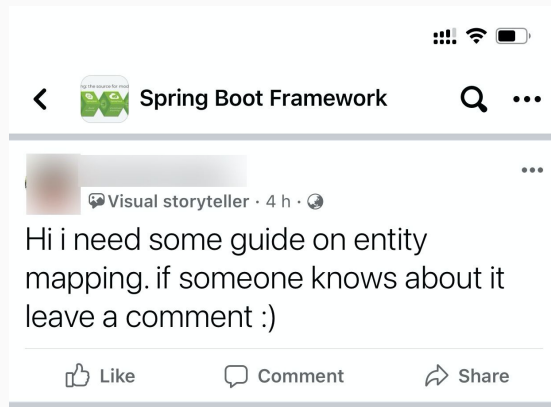 Spring Boot Framework
Visual storyteller · 4 h ·
Hi i need some guide on entity
mapping. if someone knows about it
leave a comment :)
Like Comment Share